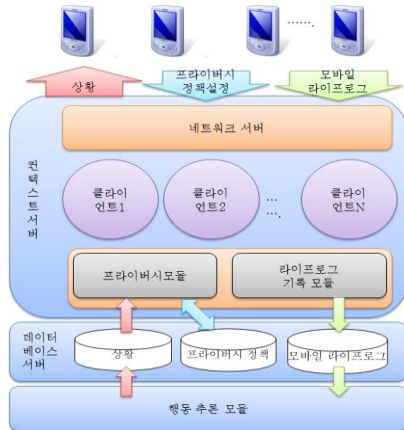 ......
상황
프라이버시
정책설정
모바일
라이프로그
네트워크 서버
컨
텍
스
트
서
버
클라이
언트1
클라이
언트2
...
....
클라이
언트N
프라이버시모듈
라이프로그
기록 모듈
데이터
베이스
서버
상황
프라이버시 정책
모바일 라이프로그
행동 추론 모듈